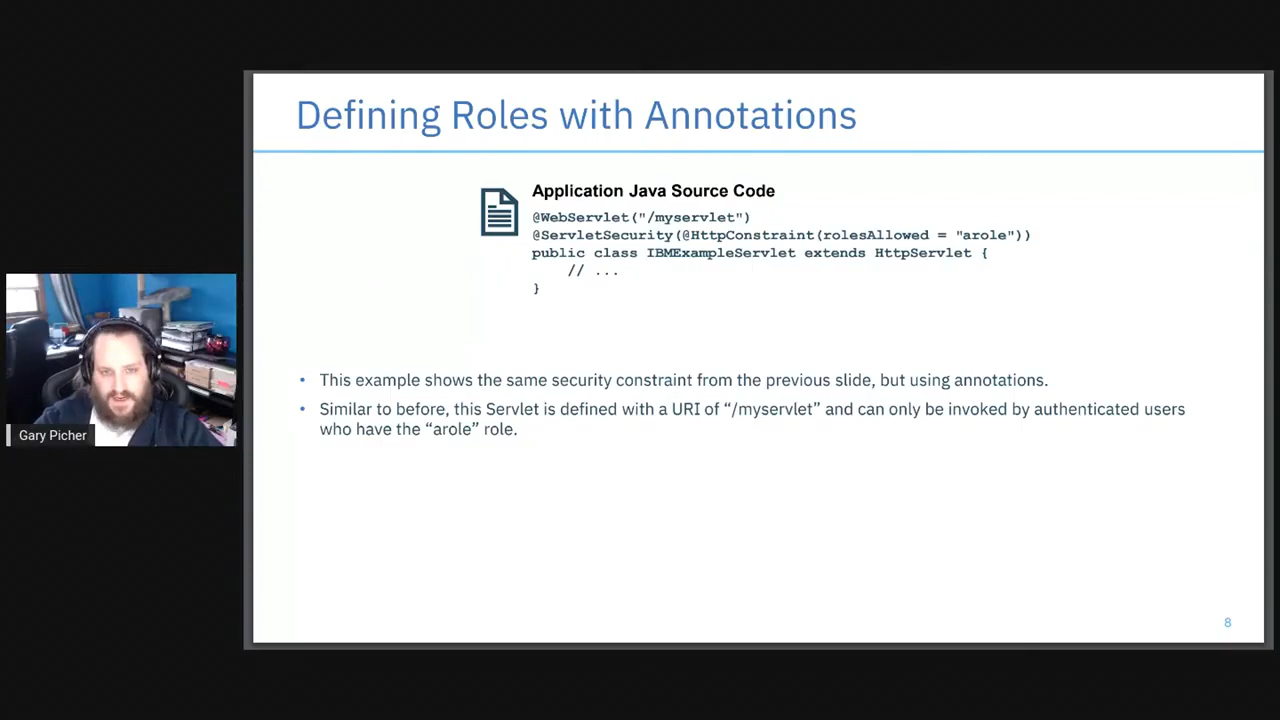 Defining Roles with Annotations
Application Java Source Code
@WebServlet("/myservlet")
@ServletSecurity(@HttpConstraint(rolesAllowed = "arole"))
public class IBMExampleServlet extends HttpServlet {
// ...
}
• This example shows the same security constraint from the previous slide, but using annotations.
• Similar to before, this Servlet is defined with a URI of “/myservlet” and can only be invoked by authenticated users
who have the “arole” role.
Gary Picher
8